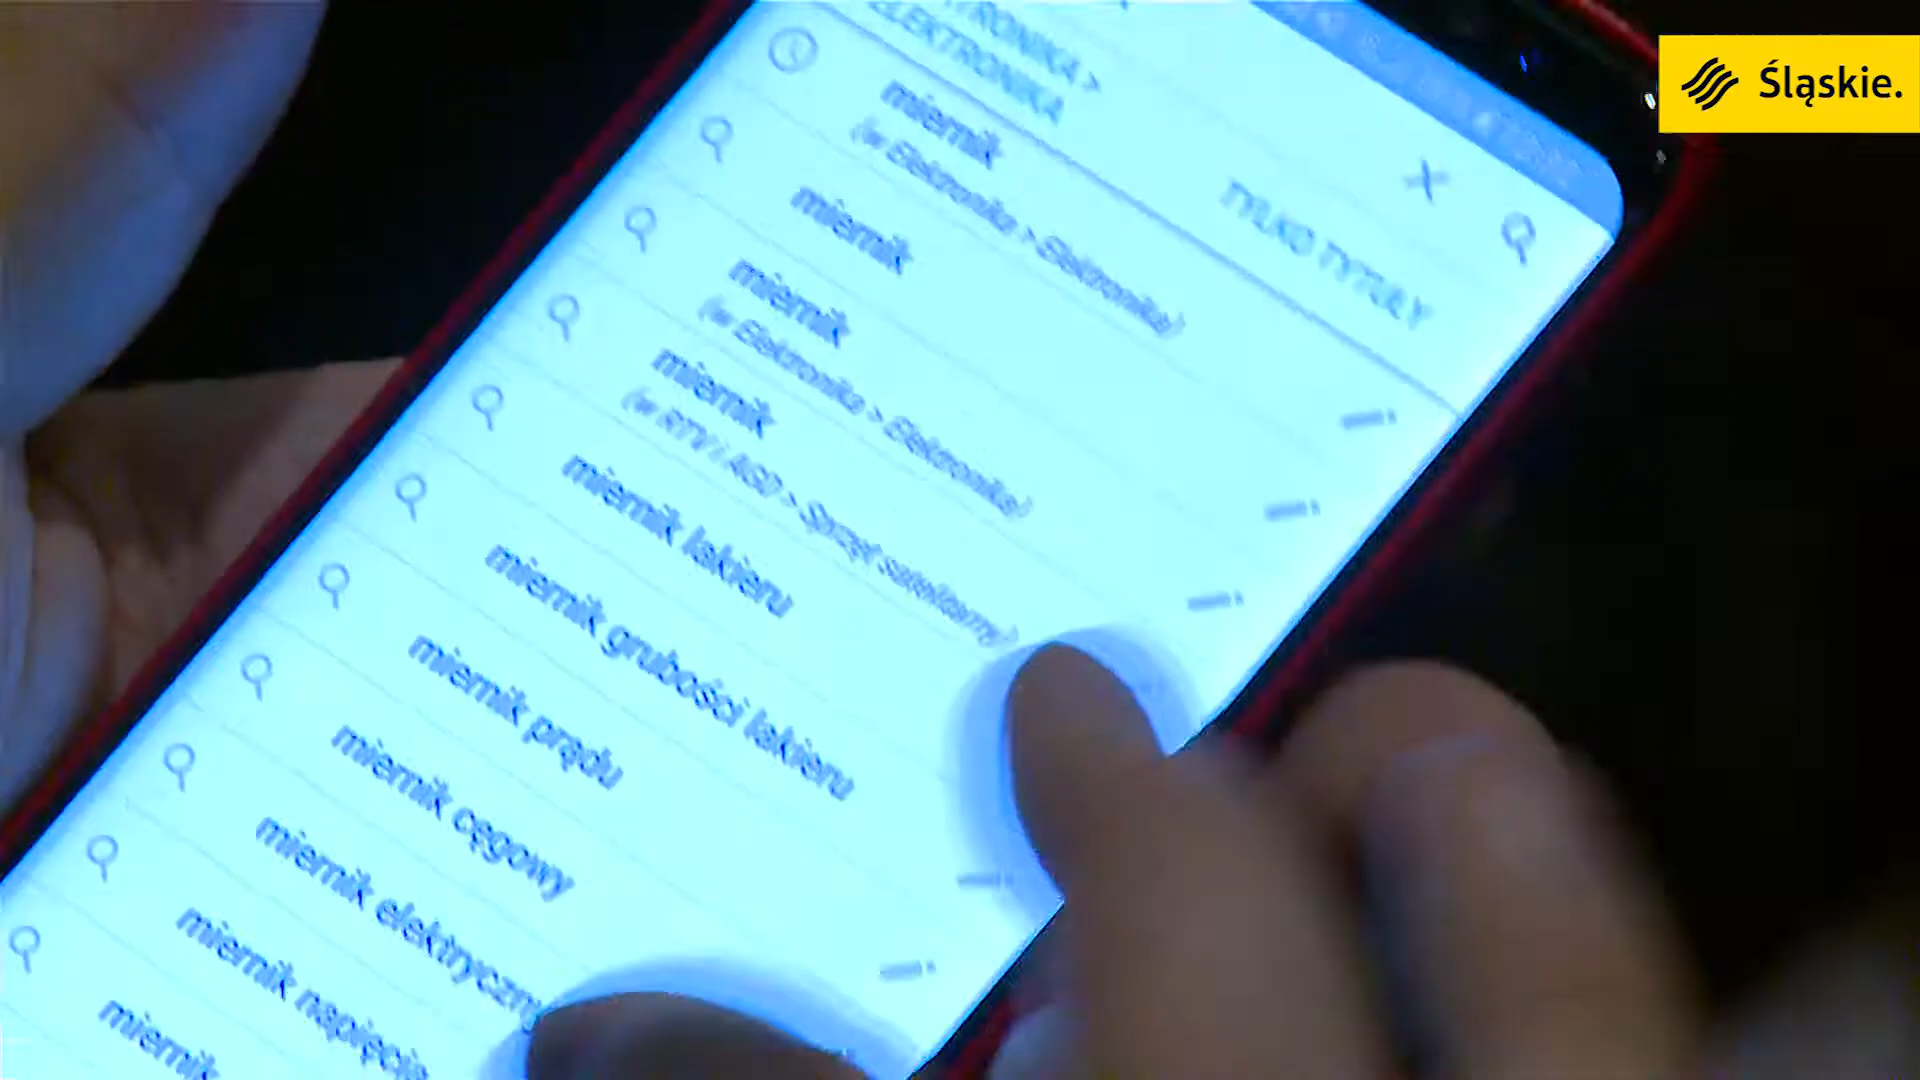 TRONIKA >
ELEKTRONIKA
TYLKO TYTUŁY
miernik
(w Elektronika > Elektronika)
miernik
miernik
(w Elektronika > Elektronika)
miernik
(w RTV i AGD > Sprzęt satelitarny)
miernik lakieru
miernik grubości lakieru
miernik prądu
miernik cęgowy
miernik elektryczny
miernik napięcia
miernik
Śląskie.